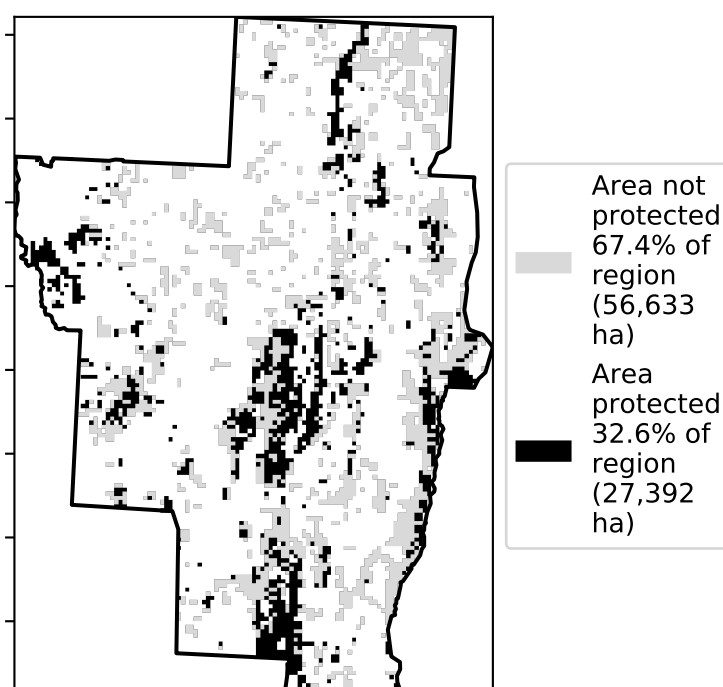 Area not
protected
67.4% of
region
(56,633
ha)
Area
protected
32.6% of
region
(27,392
ha)